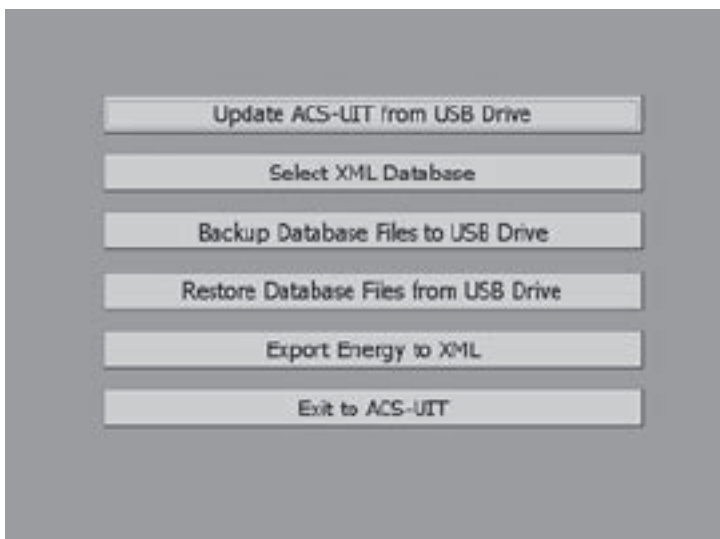 Update ACS-UIT from USB Drive
Select XML Database
Backup Database Files to USB Drive
Restore Database Files from USB Drive
Export Energy to XML
Exit to ACS-UIT